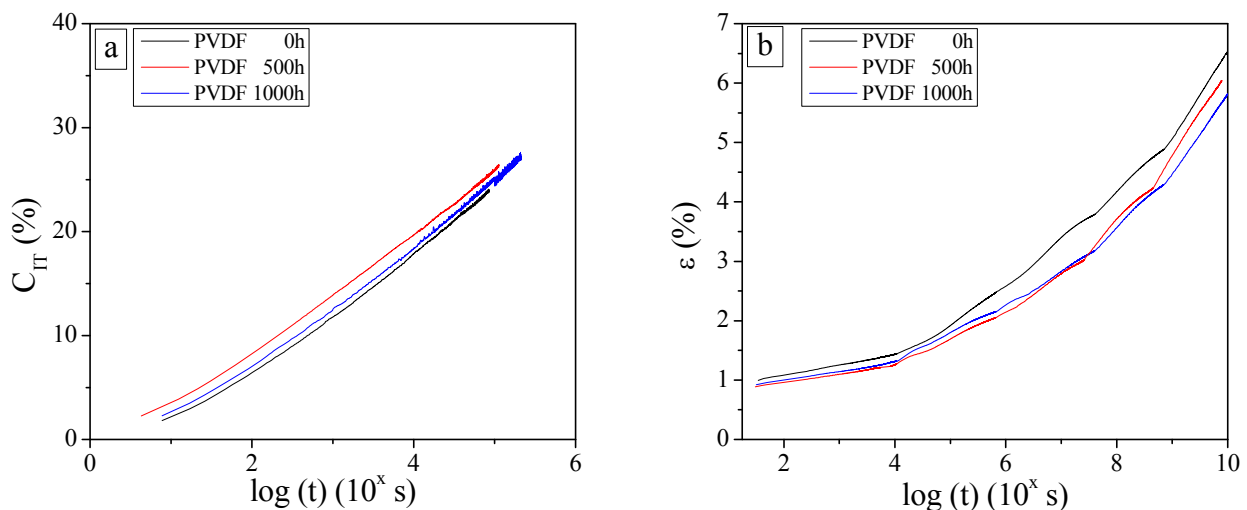 a
PVDF 0h
PVDF 500h
PVDF 1000h
40
30
20
10
0
C_IT (%)
0 2 4 6
log (t) (10^x s)
b
PVDF 0h
PVDF 500h
PVDF 1000h
7
6
5
4
3
2
1
0
ε (%)
2 4 6 8 10
log (t) (10^x s)